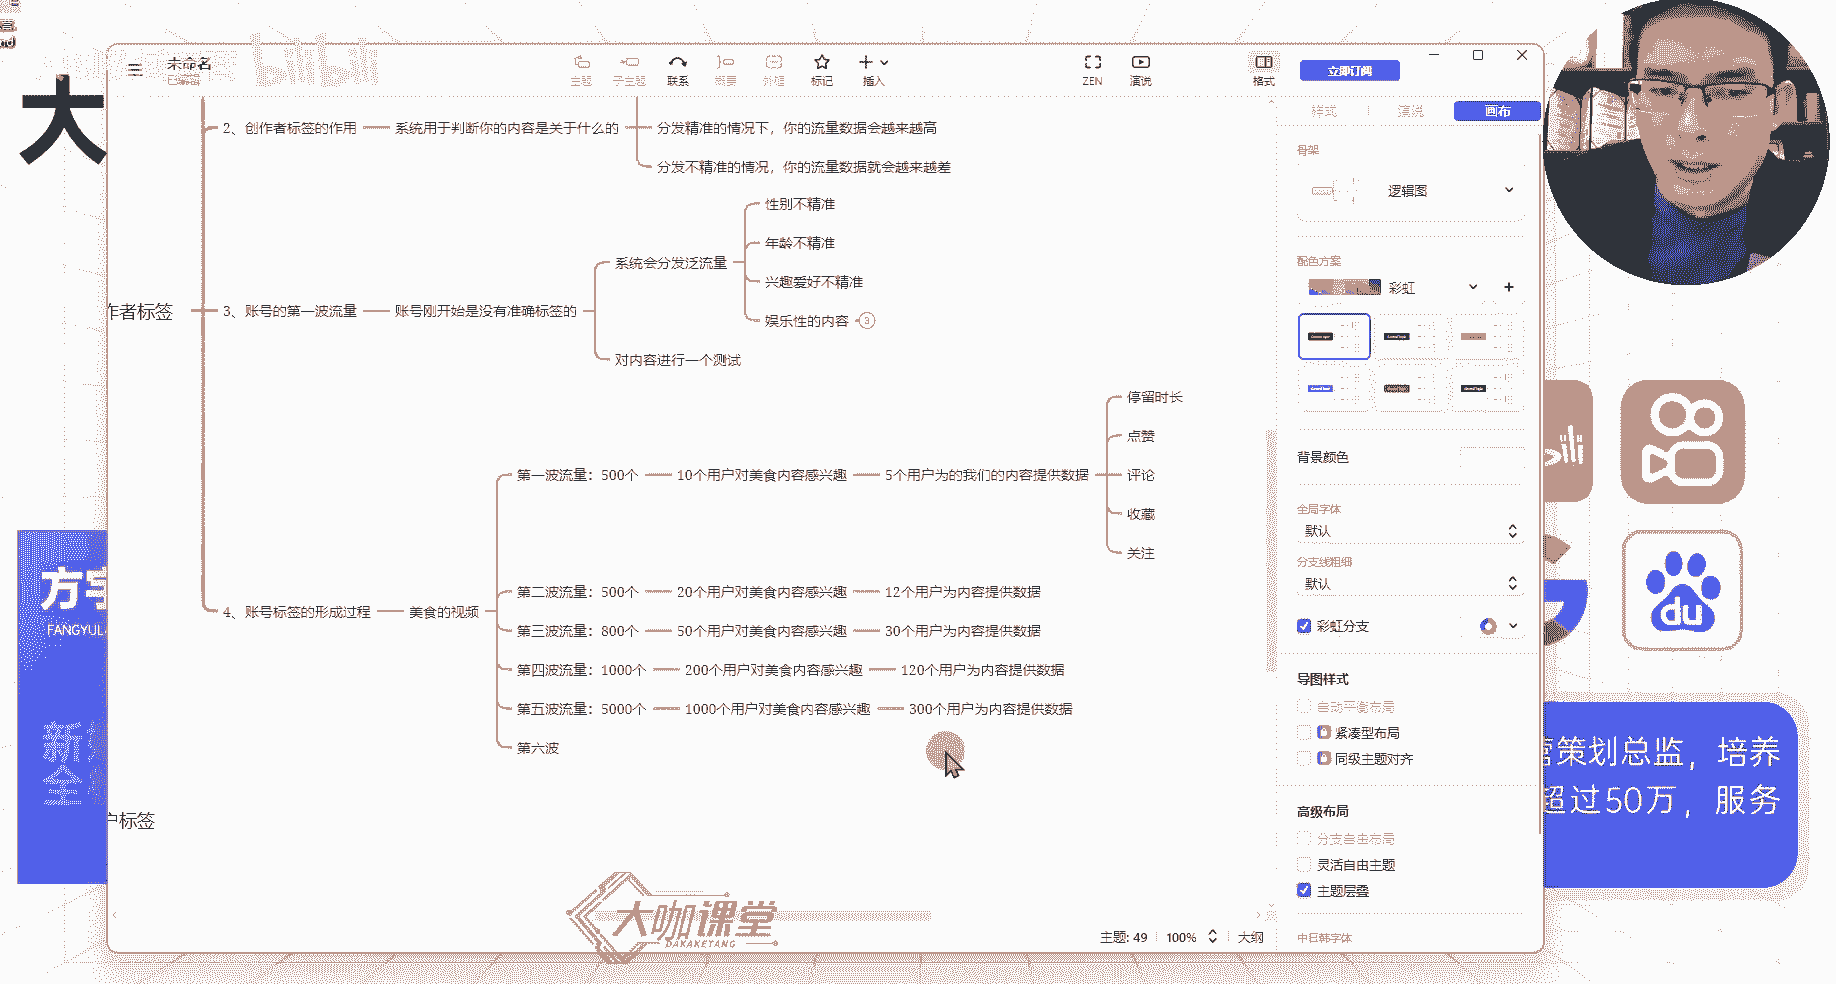 大
未命名
已编辑
bilibili
主题
子主题
联系
概要
外框
标记
插入
ZEN
演说
格式
立即订阅
样式
演说
画布
2、创作者标签的作用
系统用于判断你的内容是关于什么的
分发精准的情况下，你的流量数据会越来越高
分发不精准的情况，你的流量数据就会越来越差
作者标签
3、账号的第一波流量
账号刚开始是没有准确标签的
系统会分发泛流量
性别不精准
年龄不精准
兴趣爱好不精准
娱乐性的内容
3
对内容进行一个测试
4、账号标签的形成过程
美食的视频
第一波流量：500个
10个用户对美食内容感兴趣
5个用户为的我们的内容提供数据
停留时长
点赞
评论
收藏
关注
第二波流量：500个
20个用户对美食内容感兴趣
12个用户为内容提供数据
第三波流量：800个
50个用户对美食内容感兴趣
30个用户为内容提供数据
第四波流量：1000个
200个用户对美食内容感兴趣
120个用户为内容提供数据
第五波流量：5000个
1000个用户对美食内容感兴趣
300个用户为内容提供数据
第六波
户标签
骨架
逻辑图
配色方案
彩虹
背景颜色
全局字体
默认
分支线粗细
默认
彩虹分支
导图样式
自动平衡布局
紧凑型布局
同级主题对齐
高级布局
分支自由布局
灵活自由主题
主题层叠
中日韩字体
主题: 49
100%
大纲
大咖课堂
DAKAKETANG
方宇
FANGYUL
新
全
du
营策划总监，培养
超过50万，服务